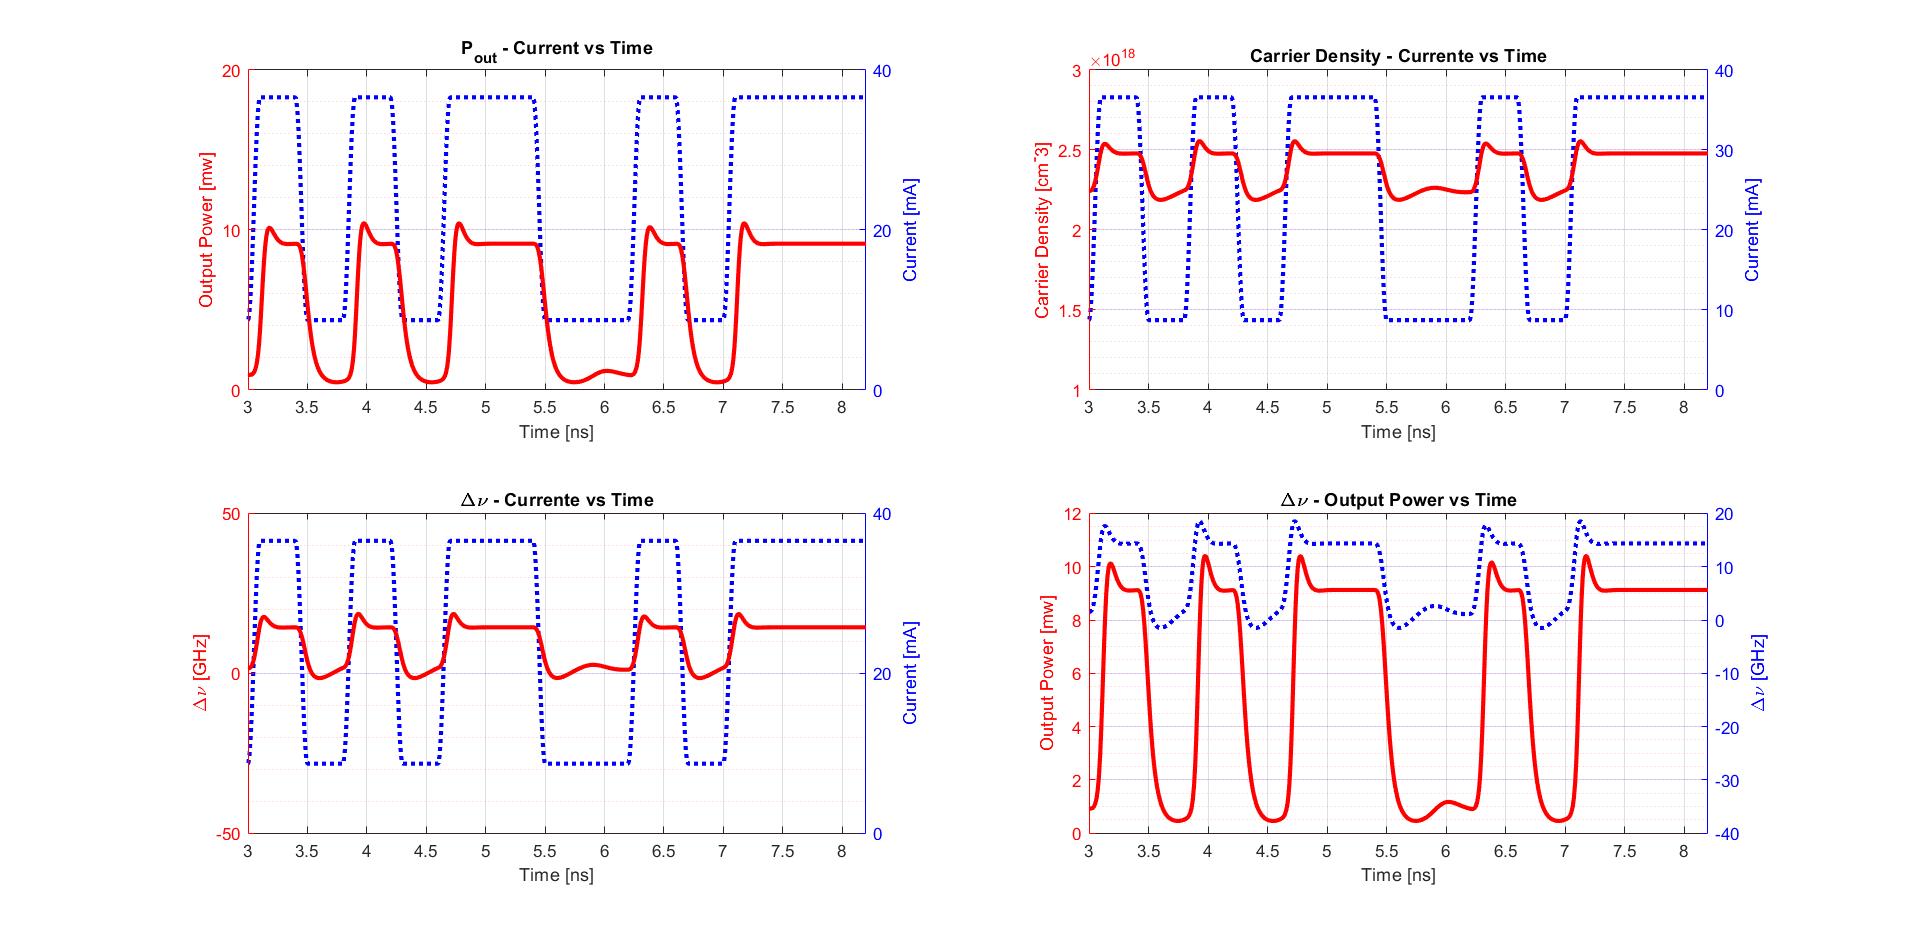 P_out - Current vs Time
20
10
0
Output Power [mw]
40
20
0
Current [mA]
3 3.5 4 4.5 5 5.5 6 6.5 7 7.5 8
Time [ns]
Carrier Density - Currente vs Time
×10^18
3
2.5
2
1.5
1
Carrier Density [cm^-3]
40
30
20
10
0
Current [mA]
3 3.5 4 4.5 5 5.5 6 6.5 7 7.5 8
Time [ns]
Δν - Currente vs Time
50
0
-50
Δν [GHz]
40
20
0
Current [mA]
3 3.5 4 4.5 5 5.5 6 6.5 7 7.5 8
Time [ns]
Δν - Output Power vs Time
12
10
8
6
4
2
0
Output Power [mw]
20
10
0
-10
-20
-30
-40
Δν [GHz]
3 3.5 4 4.5 5 5.5 6 6.5 7 7.5 8
Time [ns]